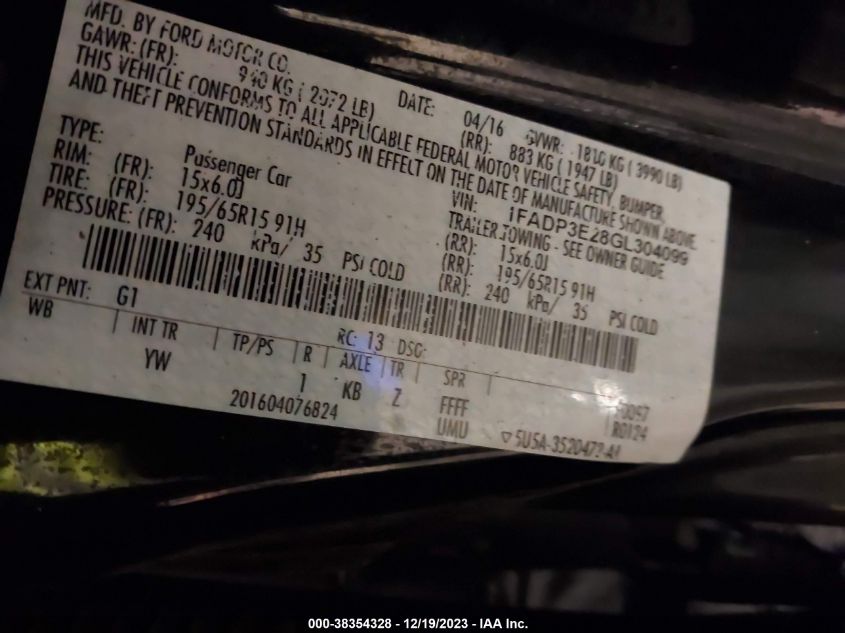 MFD. BY FORD MOTOR CO.
DATE: 04/16 GVWR: 1810 KG ( 3990 LB)
GAWR: (FR): 940 KG ( 2072 LB) (RR): 883 KG ( 1947 LB)
THIS VEHICLE CONFORMS TO ALL APPLICABLE FEDERAL MOTOR VEHICLE SAFETY, BUMPER,
AND THEFT PREVENTION STANDARDS IN EFFECT ON THE DATE OF MANUFACTURE SHOWN ABOVE.
VIN: 1FADP3E28GL304099
TYPE: Passenger Car TRAILER TOWING - SEE OWNER GUIDE
RIM: (FR): 15x6.0J (RR): 15x6.0J
TIRE: (FR): 195/65R15 91H (RR): 195/65R15 91H
PRESSURE: (FR): 240 kPa/ 35 PSI COLD (RR): 240 kPa/ 35 PSI COLD
EXT PNT: G1 RC: 13 DSO:
WB INT TR TP/PS R AXLE TR SPR
YW 1 KB Z FFFF
201604076824 UMU R0124
5U5A-3520472-A
000-38354328 - 12/19/2023 - IAA Inc.